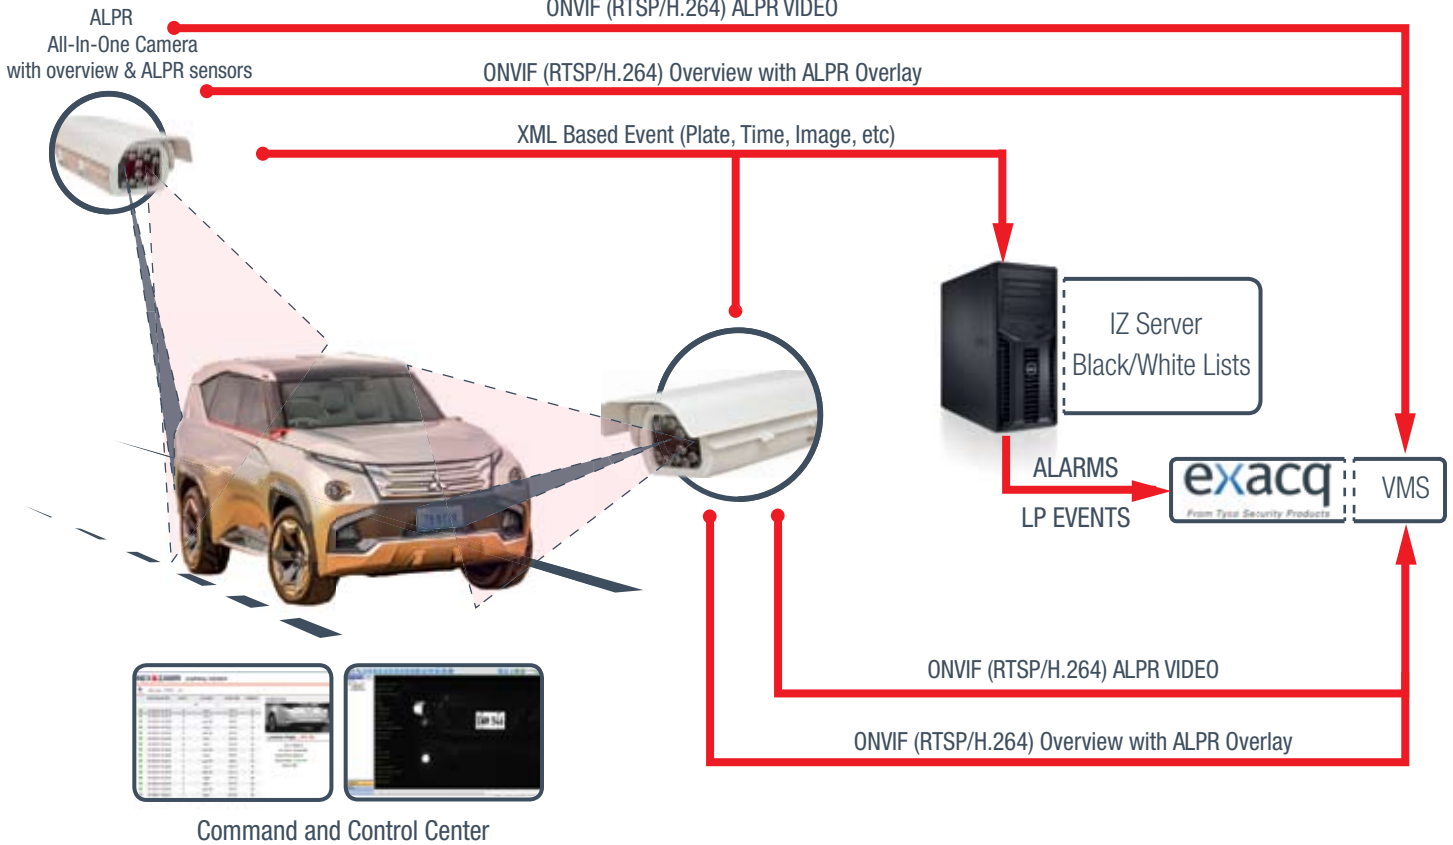 ONVIF (RTSP/H.264) ALPR VIDEO
ALPR
All-In-One Camera
with overview & ALPR sensors
ONVIF (RTSP/H.264) Overview with ALPR Overlay
XML Based Event (Plate, Time, Image, etc)
IZ Server
Black/White Lists
ALARMS
LP EVENTS
exacq
From Tyco Security Products
VMS
ONVIF (RTSP/H.264) ALPR VIDEO
ONVIF (RTSP/H.264) Overview with ALPR Overlay
Command and Control Center